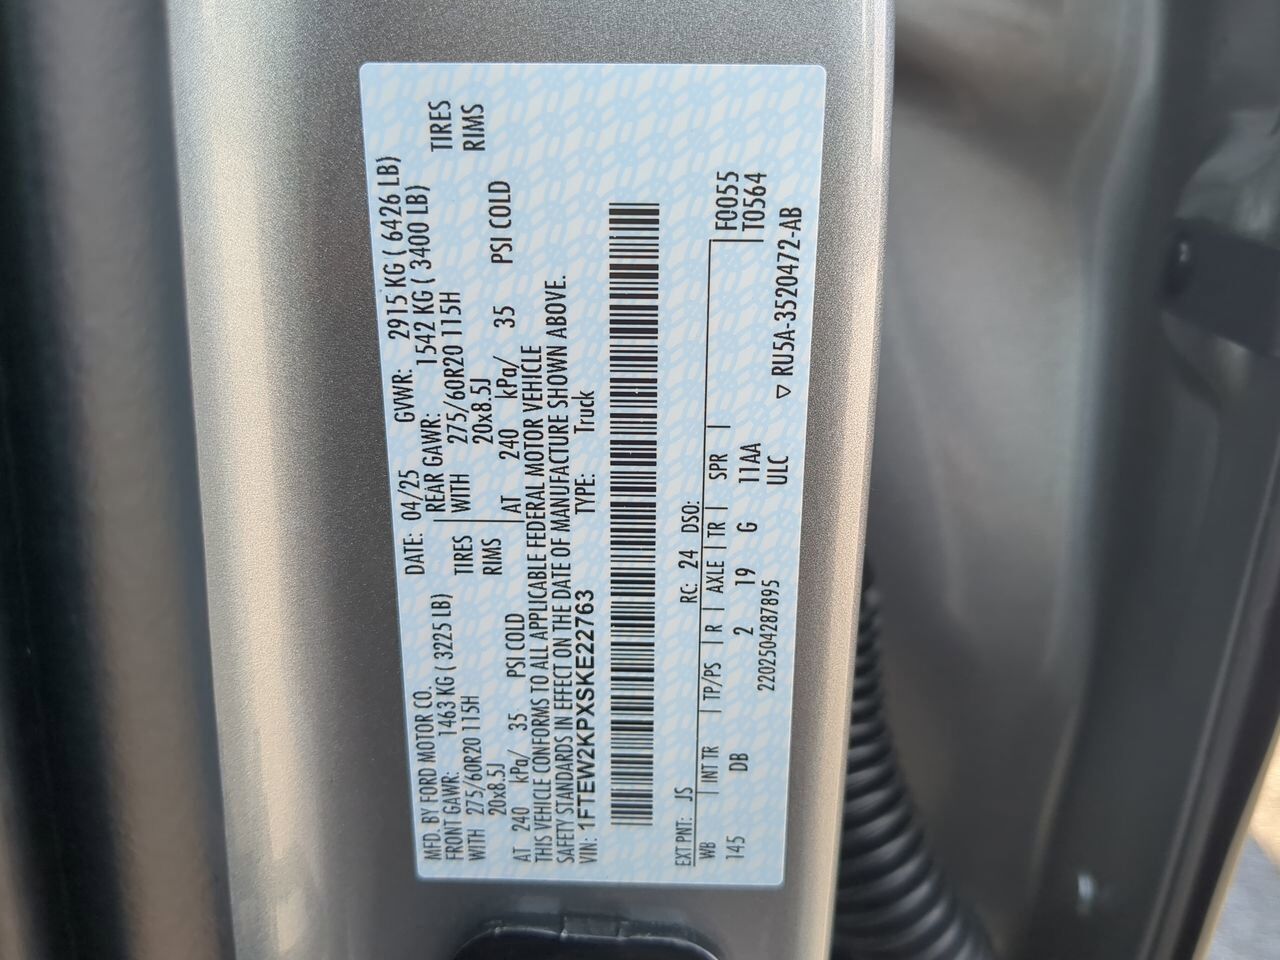 MFD. BY FORD MOTOR CO. DATE: 04/25 GVWR: 2915 KG ( 6426 LB)
FRONT GAWR: 1463 KG ( 3225 LB) REAR GAWR: 1542 KG ( 3400 LB)
WITH 275/60R20 115H TIRES WITH 275/60R20 115H TIRES
20x8.5J RIMS 20x8.5J RIMS
AT 240 kPa/ 35 PSI COLD AT 240 kPa/ 35 PSI COLD
THIS VEHICLE CONFORMS TO ALL APPLICABLE FEDERAL MOTOR VEHICLE
SAFETY STANDARDS IN EFFECT ON THE DATE OF MANUFACTURE SHOWN ABOVE.
VIN: 1FTEW2KPXSKE22763 TYPE: Truck
EXT PNT: JS RC: 24 DSO:
WB INT TR TP/PS R AXLE TR SPR F0055
145 DB 2 19 G 11AA T0564
2202504287895 ULC
▽ RU5A-3520472-AB